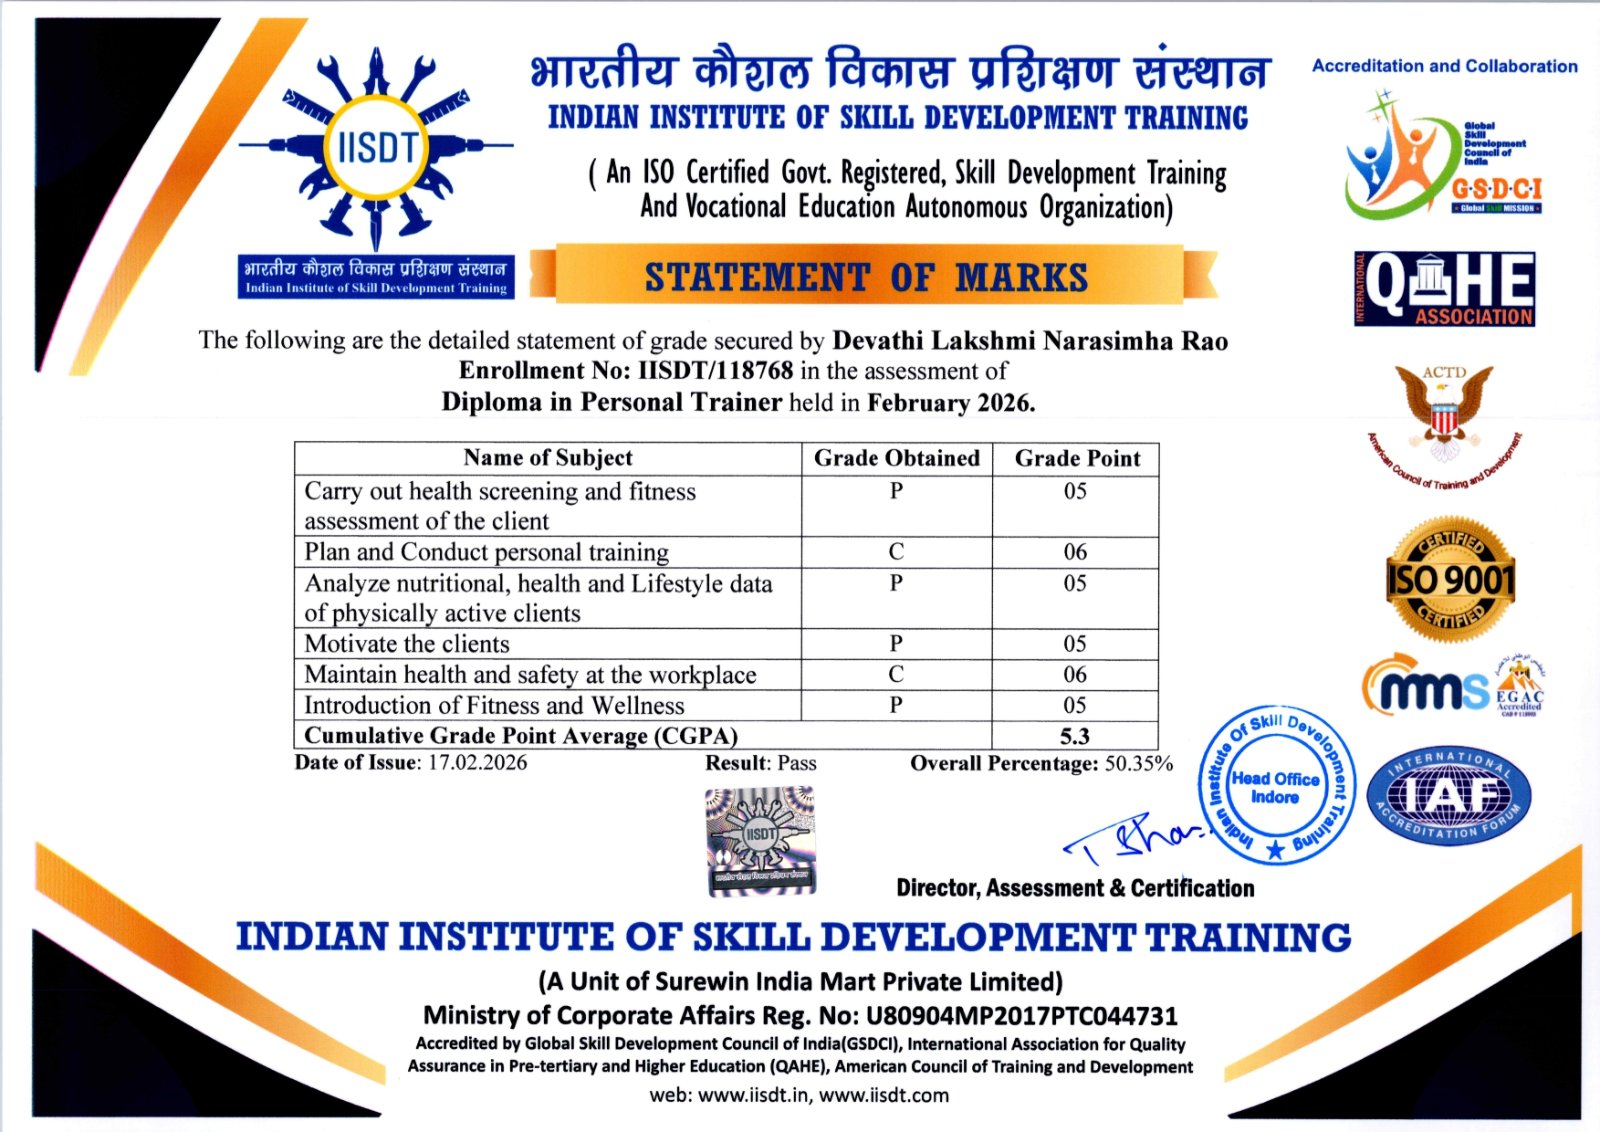 भारतीय कौशल विकास प्रशिक्षण संस्थान
INDIAN INSTITUTE OF SKILL DEVELOPMENT TRAINING
( An ISO Certified Govt. Registered, Skill Development Training
And Vocational Education Autonomous Organization)
IISDT
भारतीय कौशल विकास प्रशिक्षण संस्थान
Indian Institute of Skill Development Training
STATEMENT OF MARKS
Accreditation and Collaboration
Global
Skill
Development
Council of
India
G·S·D·C·I
Global Skill MISSION
INTERNATIONAL
QAHE
ASSOCIATION
ACTD
American Council of Training and Development
CERTIFIED
ISO 9001
CERTIFIED
mms
EGAC
Accredited
INTERNATIONAL
IAF
ACCREDITATION FORUM
The following are the detailed statement of grade secured by Devathi Lakshmi Narasimha Rao
Enrollment No: IISDT/118768 in the assessment of
Diploma in Personal Trainer held in February 2026.
Name of Subject Grade Obtained Grade Point
Carry out health screening and fitness P 05
assessment of the client
Plan and Conduct personal training C 06
Analyze nutritional, health and Lifestyle data P 05
of physically active clients
Motivate the clients P 05
Maintain health and safety at the workplace C 06
Introduction of Fitness and Wellness P 05
Cumulative Grade Point Average (CGPA) 5.3
Date of Issue: 17.02.2026 Result: Pass Overall Percentage: 50.35%
IISDT
भारतीय कौशल विकास प्रशिक्षण संस्थान
Indian Institute Of Skill Development Training
Head Office
Indore
Director, Assessment & Certification
INDIAN INSTITUTE OF SKILL DEVELOPMENT TRAINING
(A Unit of Surewin India Mart Private Limited)
Ministry of Corporate Affairs Reg. No: U80904MP2017PTC044731
Accredited by Global Skill Development Council of India(GSDCI), International Association for Quality
Assurance in Pre-tertiary and Higher Education (QAHE), American Council of Training and Development
web: www.iisdt.in, www.iisdt.com